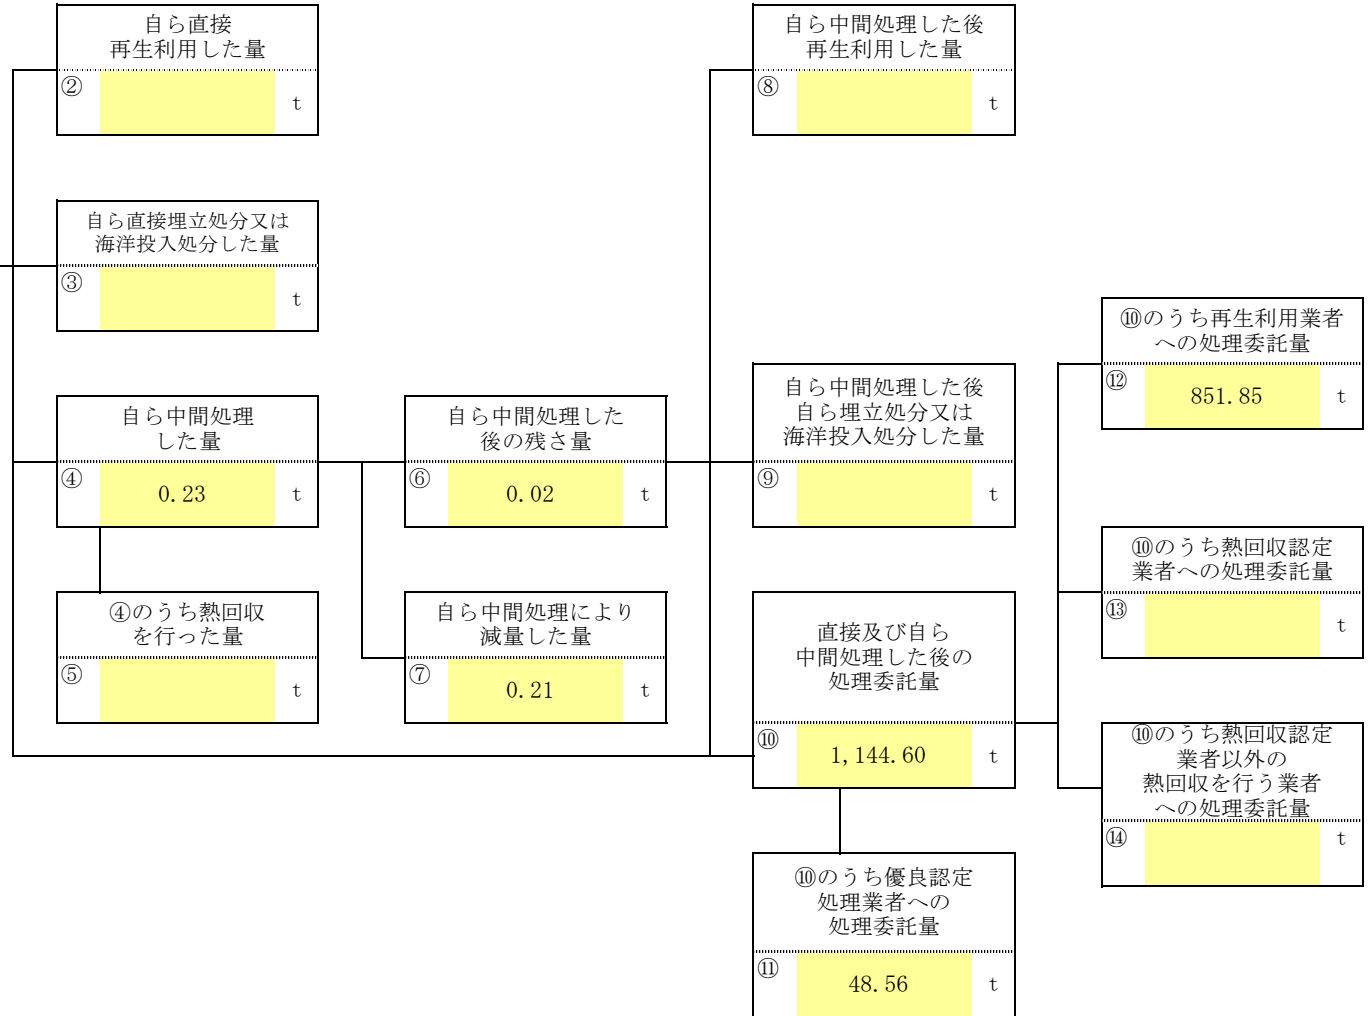 自ら直接
再生利用した量
② t
自ら中間処理した後
再生利用した量
⑧ t
自ら直接埋立処分又は
海洋投入処分した量
③ t
⑩のうち再生利用業者
への処理委託量
⑫ 851.85 t
自ら中間処理
した量
④ 0.23 t
自ら中間処理した
後の残さ量
⑥ 0.02 t
自ら中間処理した後
自ら埋立処分又は
海洋投入処分した量
⑨ t
⑩のうち熱回収認定
業者への処理委託量
⑬ t
④のうち熱回収
を行った量
⑤ t
自ら中間処理により
減量した量
⑦ 0.21 t
直接及び自ら
中間処理した後の
処理委託量
⑩ 1,144.60 t
⑩のうち熱回収認定
業者以外の
熱回収を行う業者
への処理委託量
⑭ t
⑩のうち優良認定
処理業者への
処理委託量
⑪ 48.56 t